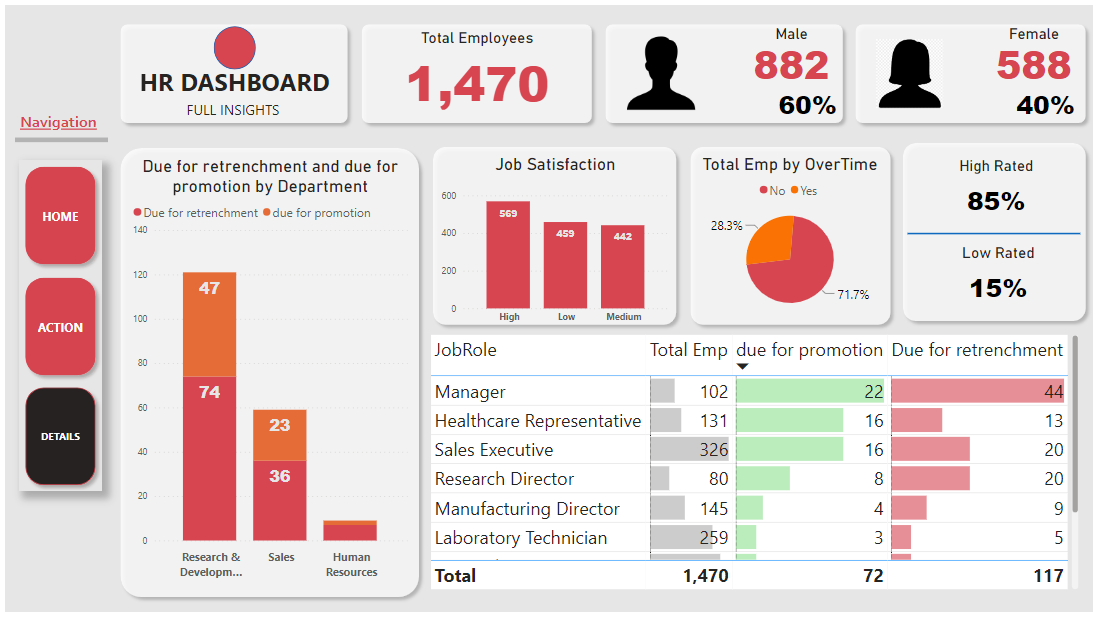 HR DASHBOARD
FULL INSIGHTS
Total Employees
1,470
Male
882
60%
Female
588
40%
Navigation
HOME
ACTION
DETAILS
Due for retrenchment and due for
promotion by Department
Due for retrenchment due for promotion
140
120
100
80
60
40
20
0
47
74
23
36
Research &
Developm...
Sales
Human
Resources
Job Satisfaction
600
400
200
0
569
459
442
High Low Medium
Total Emp by OverTime
No Yes
28.3%
71.7%
High Rated
85%
Low Rated
15%
JobRole Total Emp due for promotion Due for retrenchment
Manager 102 22 44
Healthcare Representative 131 16 13
Sales Executive 326 16 20
Research Director 80 8 20
Manufacturing Director 145 4 9
Laboratory Technician 259 3 5
Total 1,470 72 117